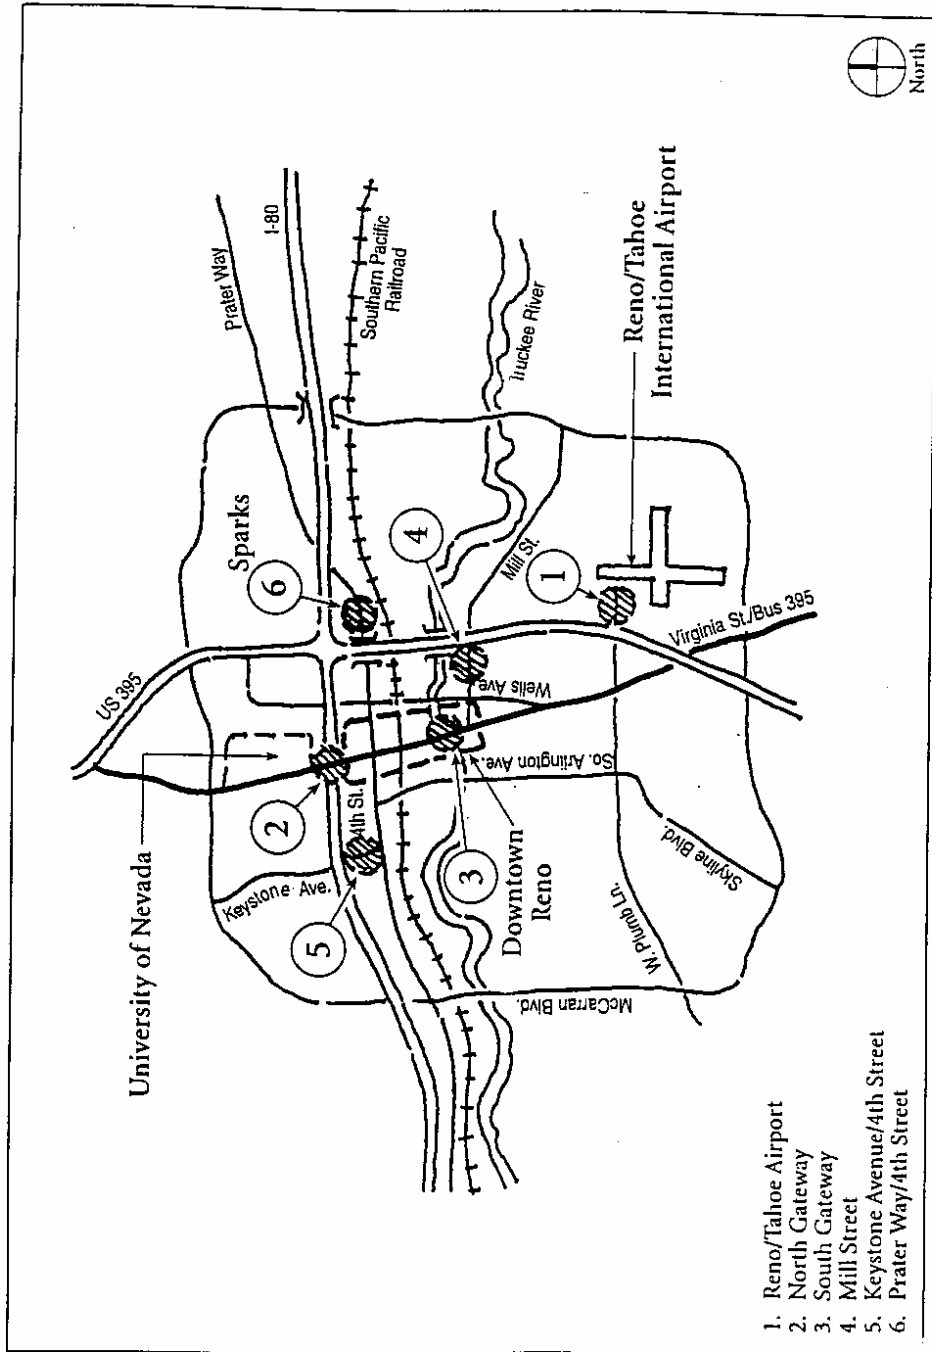 University of Nevada
US 395
Prater Way
I-80
Sparks
Keystone Ave.
4th St.
Southern Pacific
Railroad
2
5
6
4
3
1
Wells Ave
So. Arlington Ave.
Truckee River
Mill St.
Downtown
Reno
McCarran Blvd.
W. Plumb Ln.
Skyline Blvd.
Virginia St./Bus 395
Reno/Tahoe
International Airport
North
1. Reno/Tahoe Airport
2. North Gateway
3. South Gateway
4. Mill Street
5. Keystone Avenue/4th Street
6. Prater Way/4th Street